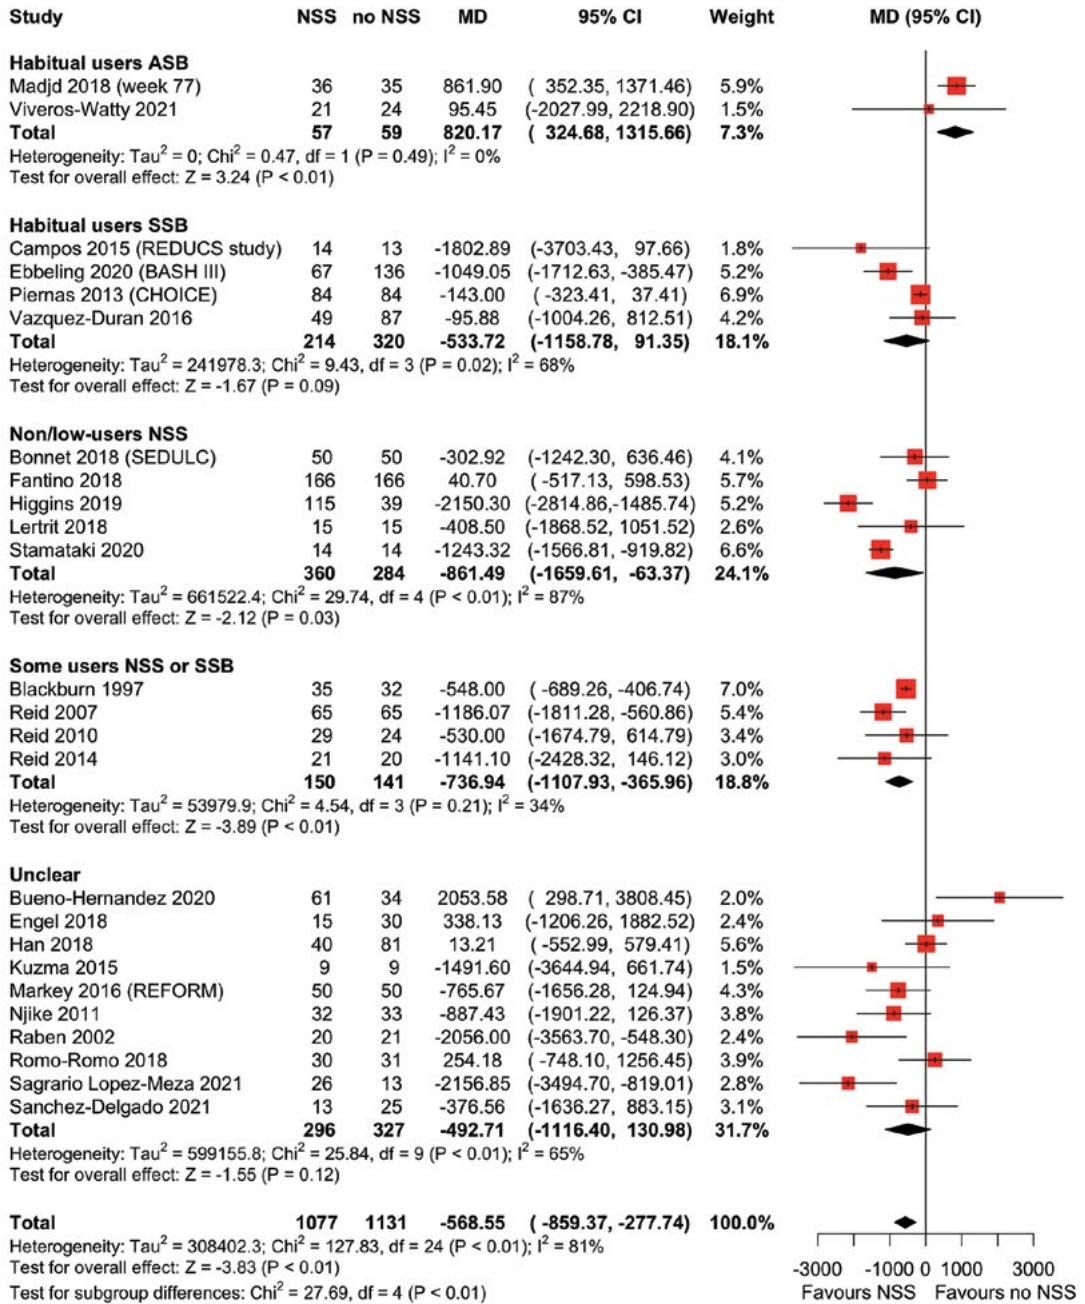 Study NSS no NSS MD 95% CI Weight MD (95% CI)
Habitual users ASB
Madjd 2018 (week 77) 36 35 861.90 ( 352.35, 1371.46) 5.9%
Viveros-Watty 2021 21 24 95.45 (-2027.99, 2218.90) 1.5%
Total 57 59 820.17 ( 324.68, 1315.66) 7.3%
Heterogeneity: Tau² = 0; Chi² = 0.47, df = 1 (P = 0.49); I² = 0%
Test for overall effect: Z = 3.24 (P < 0.01)
Habitual users SSB
Campos 2015 (REDUCS study) 14 13 -1802.89 (-3703.43, 97.66) 1.8%
Ebbeling 2020 (BASH III) 67 136 -1049.05 (-1712.63, -385.47) 5.2%
Piernas 2013 (CHOICE) 84 84 -143.00 ( -323.41, 37.41) 6.9%
Vazquez-Duran 2016 49 87 -95.88 (-1004.26, 812.51) 4.2%
Total 214 320 -533.72 (-1158.78, 91.35) 18.1%
Heterogeneity: Tau² = 241978.3; Chi² = 9.43, df = 3 (P = 0.02); I² = 68%
Test for overall effect: Z = -1.67 (P = 0.09)
Non/low-users NSS
Bonnet 2018 (SEDULC) 50 50 -302.92 (-1242.30, 636.46) 4.1%
Fantino 2018 166 166 40.70 ( -517.13, 598.53) 5.7%
Higgins 2019 115 39 -2150.30 (-2814.86,-1485.74) 5.2%
Lertrit 2018 15 15 -408.50 (-1868.52, 1051.52) 2.6%
Stamataki 2020 14 14 -1243.32 (-1566.81, -919.82) 6.6%
Total 360 284 -861.49 (-1659.61, -63.37) 24.1%
Heterogeneity: Tau² = 661522.4; Chi² = 29.74, df = 4 (P < 0.01); I² = 87%
Test for overall effect: Z = -2.12 (P = 0.03)
Some users NSS or SSB
Blackburn 1997 35 32 -548.00 ( -689.26, -406.74) 7.0%
Reid 2007 65 65 -1186.07 (-1811.28, -560.86) 5.4%
Reid 2010 29 24 -530.00 (-1674.79, 614.79) 3.4%
Reid 2014 21 20 -1141.10 (-2428.32, 146.12) 3.0%
Total 150 141 -736.94 (-1107.93, -365.96) 18.8%
Heterogeneity: Tau² = 53979.9; Chi² = 4.54, df = 3 (P = 0.21); I² = 34%
Test for overall effect: Z = -3.89 (P < 0.01)
Unclear
Bueno-Hernandez 2020 61 34 2053.58 ( 298.71, 3808.45) 2.0%
Engel 2018 15 30 338.13 (-1206.26, 1882.52) 2.4%
Han 2018 40 81 13.21 ( -552.99, 579.41) 5.6%
Kuzma 2015 9 9 -1491.60 (-3644.94, 661.74) 1.5%
Markey 2016 (REFORM) 50 50 -765.67 (-1656.28, 124.94) 4.3%
Njike 2011 32 33 -887.43 (-1901.22, 126.37) 3.8%
Raben 2002 20 21 -2056.00 (-3563.70, -548.30) 2.4%
Romo-Romo 2018 30 31 254.18 ( -748.10, 1256.45) 3.9%
Sagrario Lopez-Meza 2021 26 13 -2156.85 (-3494.70, -819.01) 2.8%
Sanchez-Delgado 2021 13 25 -376.56 (-1636.27, 883.15) 3.1%
Total 296 327 -492.71 (-1116.40, 130.98) 31.7%
Heterogeneity: Tau² = 599155.8; Chi² = 25.84, df = 9 (P < 0.01); I² = 65%
Test for overall effect: Z = -1.55 (P = 0.12)
Total 1077 1131 -568.55 ( -859.37, -277.74) 100.0%
Heterogeneity: Tau² = 308402.3; Chi² = 127.83, df = 24 (P < 0.01); I² = 81%
Test for overall effect: Z = -3.83 (P < 0.01)
Test for subgroup differences: Chi² = 27.69, df = 4 (P < 0.01)
-3000 -1000 0 1000 3000
Favours NSS Favours no NSS